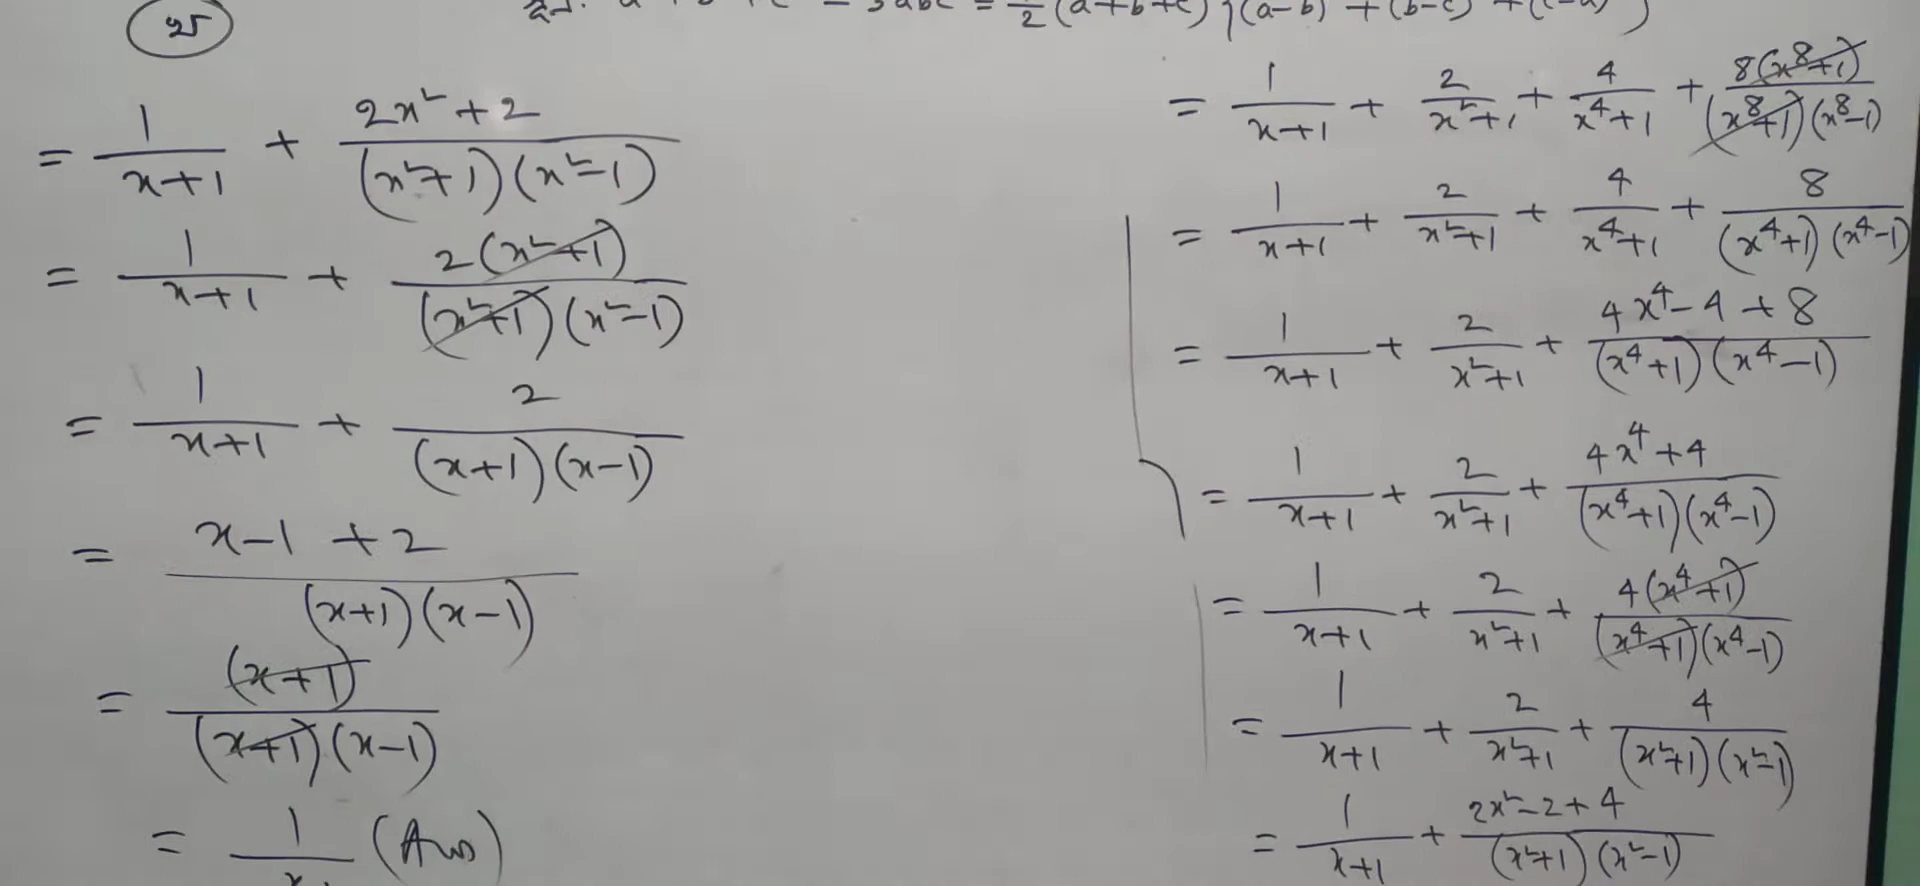 ২৮
= 1/(x+1) + (2x²+2)/((x²+1)(x²-1))
= 1/(x+1) + 2(x²+1)/((x²+1)(x²-1))
= 1/(x+1) + 2/((x+1)(x-1))
= (x-1+2)/((x+1)(x-1))
= (x+1)/((x+1)(x-1))
= 1/ (Ans)
3abc = 1/2 (a+b+c) {(a-b) + (b-c) +
= 1/(x+1) + 2/(x²+1) + 4/(x⁴+1) + 8(x⁸+1)/((x⁸+1)(x⁸-1))
= 1/(x+1) + 2/(x²+1) + 4/(x⁴+1) + 8/((x⁴+1)(x⁴-1))
= 1/(x+1) + 2/(x²+1) + (4x⁴-4+8)/((x⁴+1)(x⁴-1))
= 1/(x+1) + 2/(x²+1) + (4x⁴+4)/((x⁴+1)(x⁴-1))
= 1/(x+1) + 2/(x²+1) + 4(x⁴+1)/((x⁴+1)(x⁴-1))
= 1/(x+1) + 2/(x²+1) + 4/((x²+1)(x²-1))
= 1/(x+1) + (2x²-2+4)/((x²+1)(x²-1))